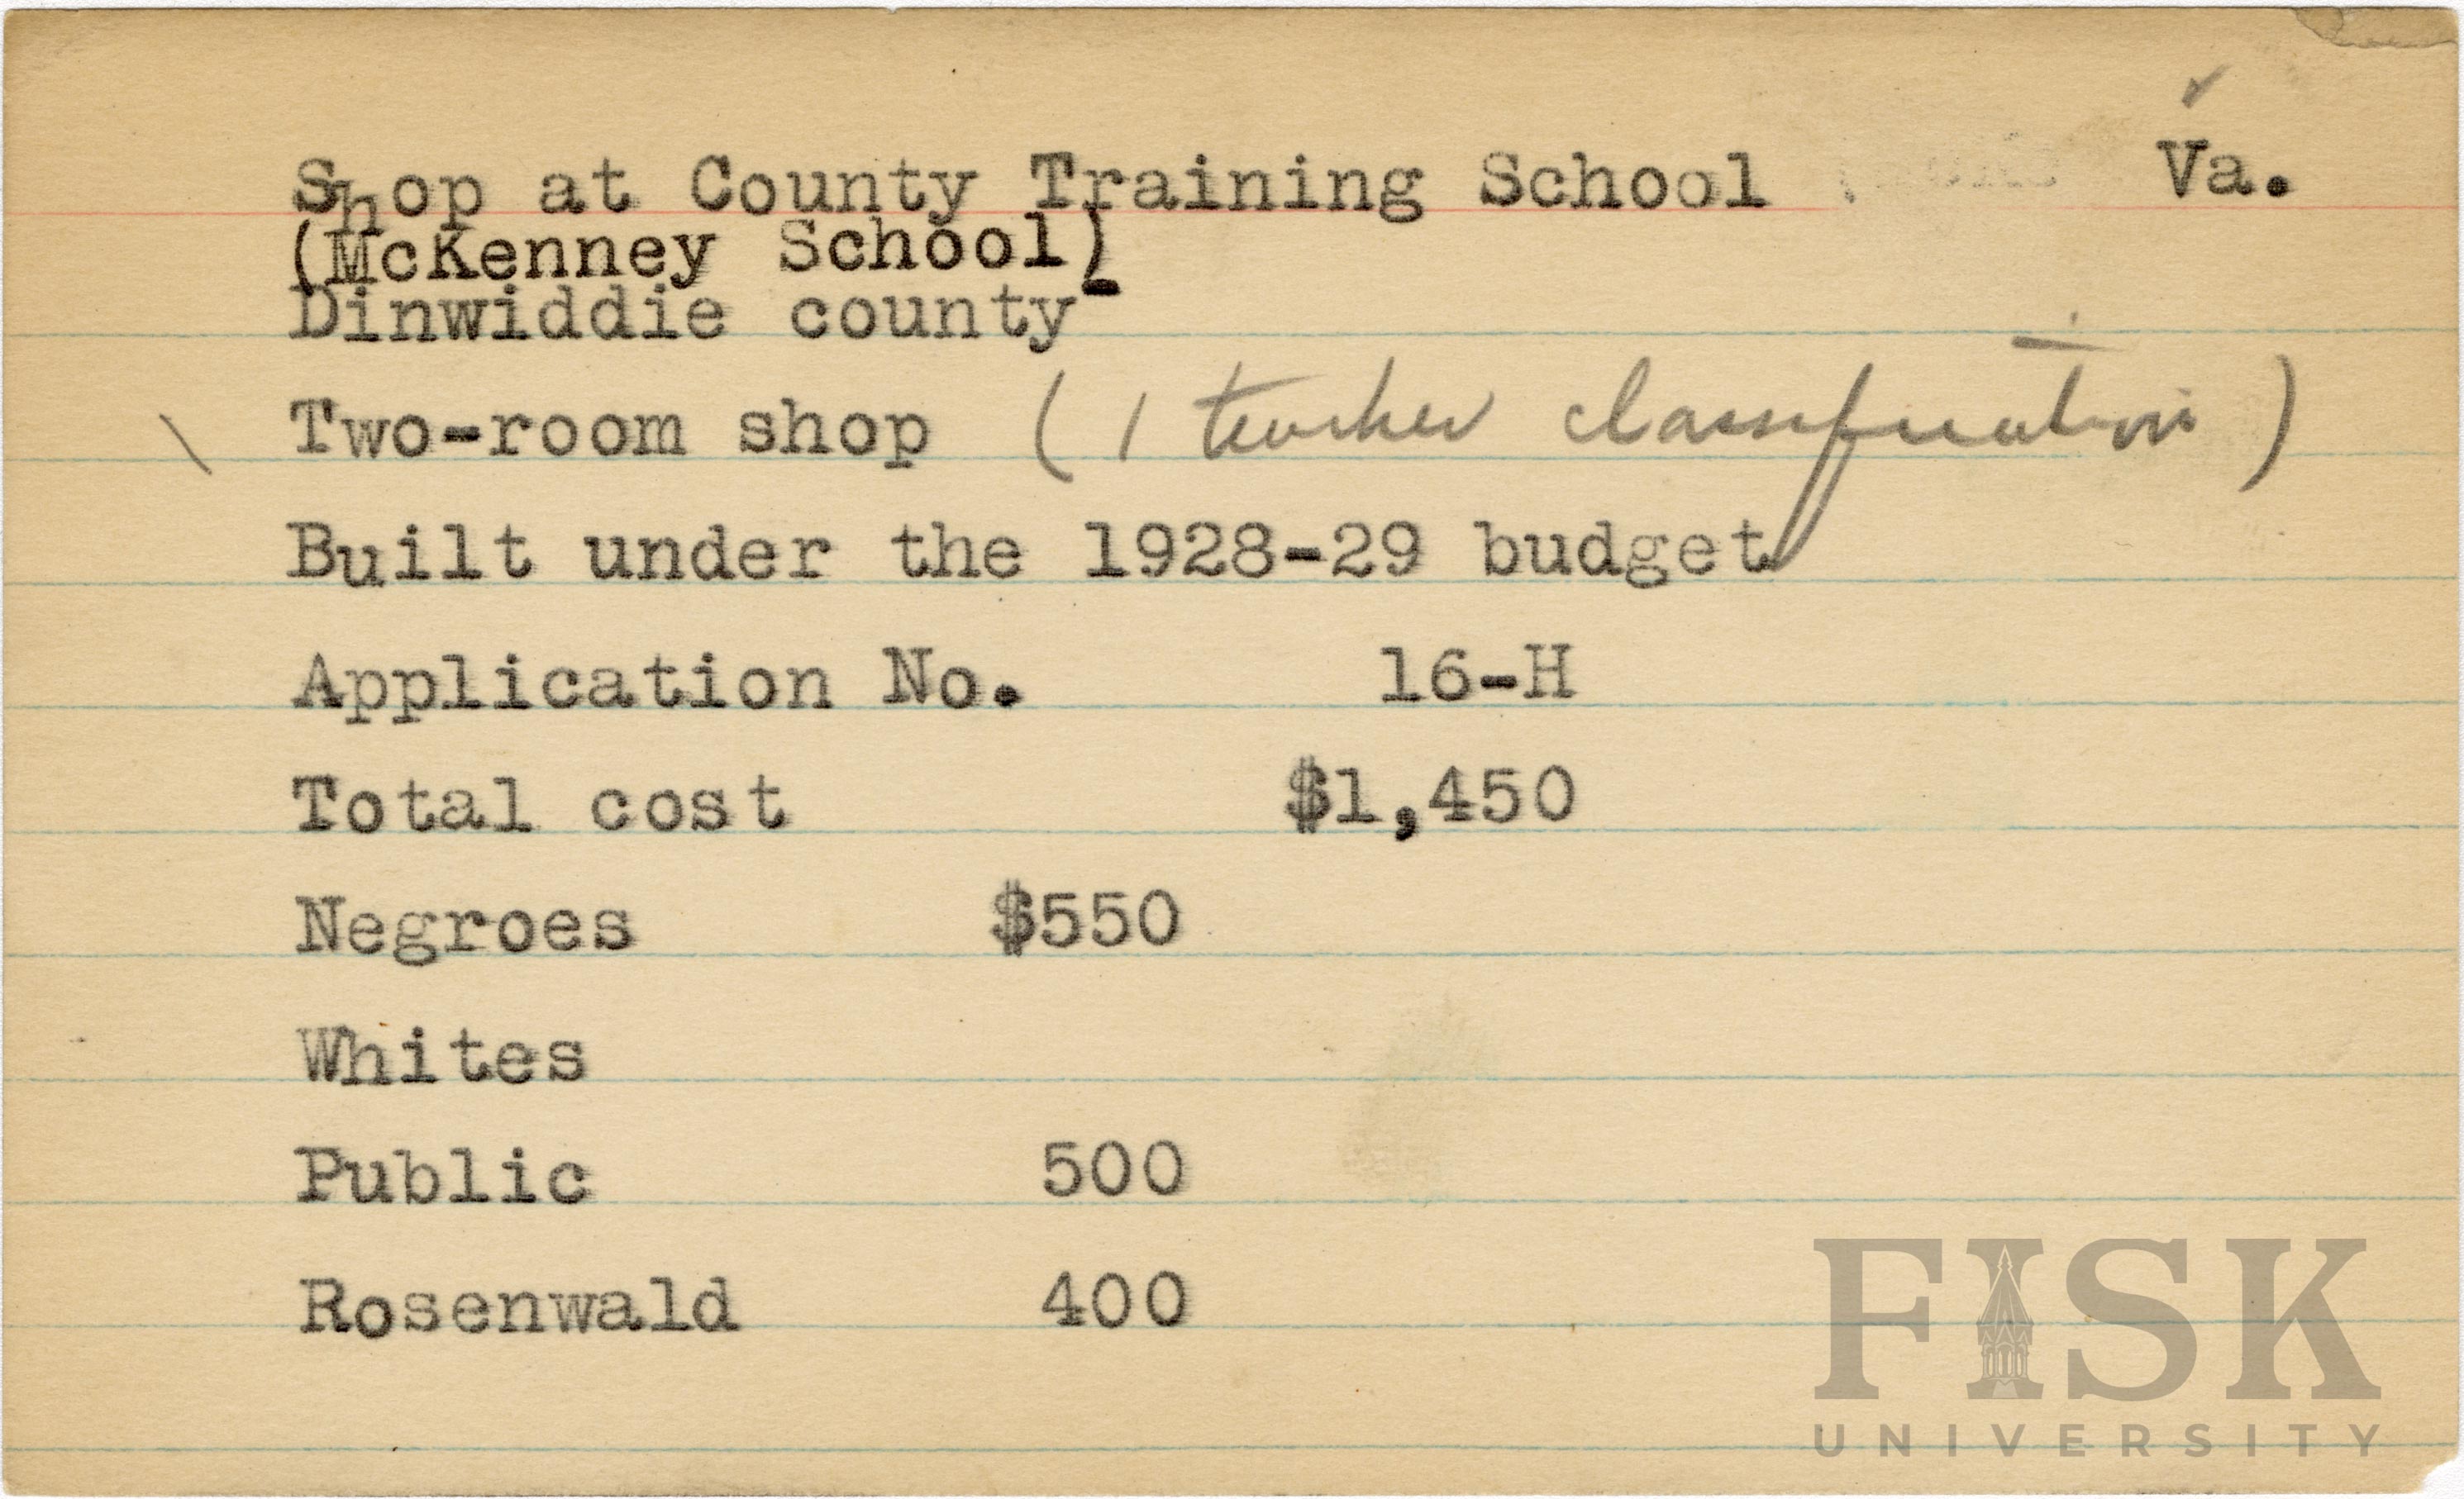 Shop at County Training School Va.
(McKenney School)
Dinwiddie county
Two-room shop (1 teacher classification)
Built under the 1928-29 budget
Application No. 16-H
Total cost $1,450
Negroes $550
Whites
Public 500
Rosenwald 400
FISK
UNIVERSITY